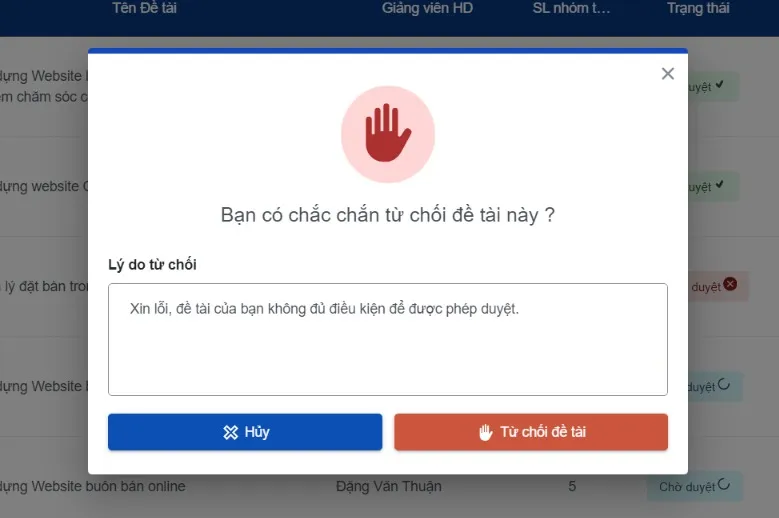 Tên Đề tài Giảng viên HD SL nhóm t... Trạng thái
dựng Website
duyệt
êm chăm sóc c
dựng website
duyệt
lý đặt bàn tron
duyệt
dựng Website
duyệt
Bạn có chắc chắn từ chối đề tài này ?
Lý do từ chối
Xin lỗi, đề tài của bạn không đủ điều kiện để được phép duyệt.
Hủy Từ chối đề tài
dựng Website buôn bán online Đặng Văn Thuận 5 Chờ duyệt